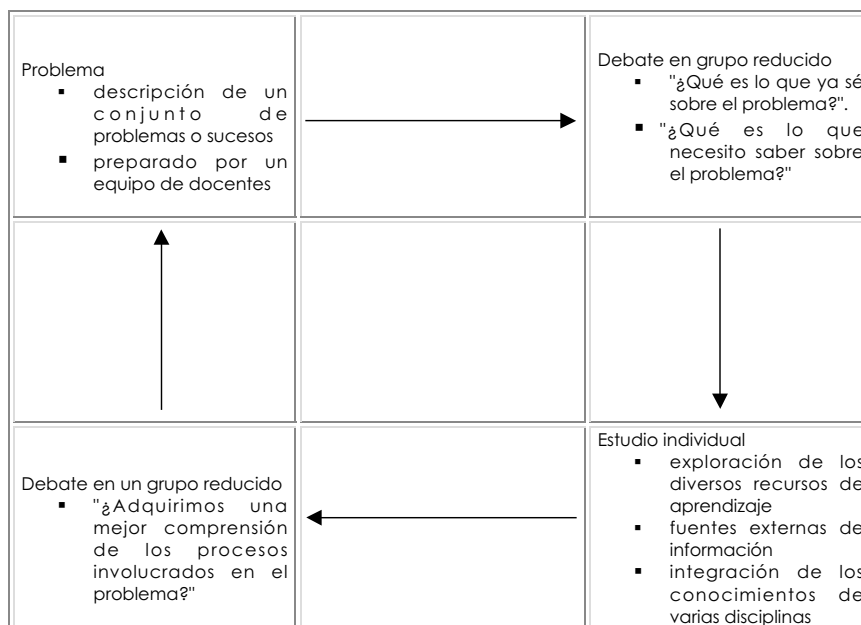 Problema
▪ descripción de un
conjunto de
problemas o sucesos
▪ preparado por un
equipo de docentes
Debate en grupo reducido
▪ "¿Qué es lo que ya sé
sobre el problema?".
▪ "¿Qué es lo que
necesito saber sobre
el problema?"
Debate en un grupo reducido
▪ "¿Adquirimos una
mejor comprensión
de los procesos
involucrados en el
problema?"
Estudio individual
▪ exploración de los
diversos recursos de
aprendizaje
▪ fuentes externas de
información
▪ integración de los
conocimientos de
varias disciplinas